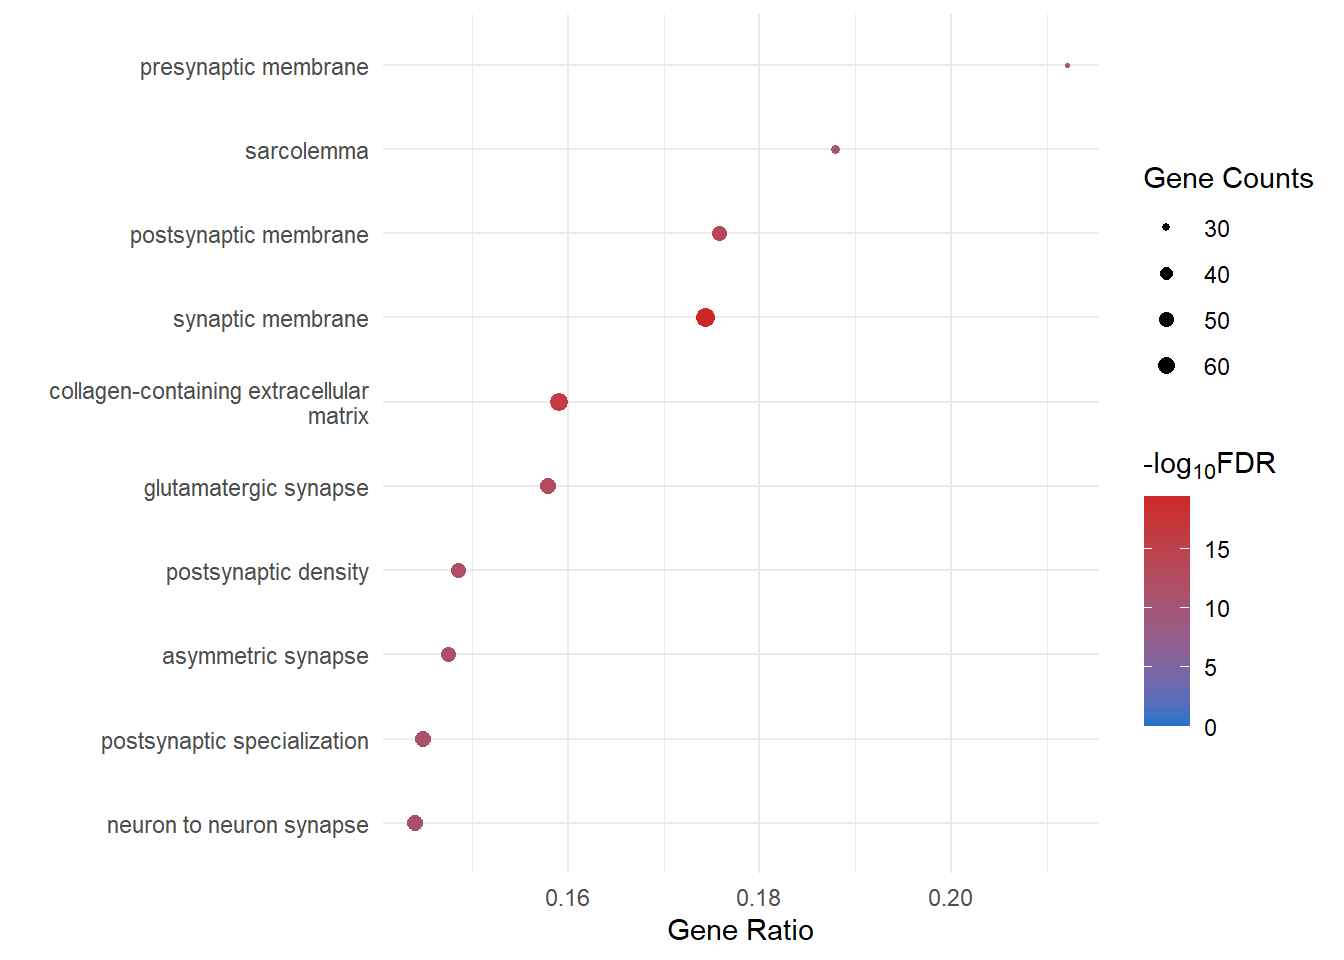 presynaptic membrane
sarcolemma
postsynaptic membrane
synaptic membrane
collagen-containing extracellular
matrix
glutamatergic synapse
postsynaptic density
asymmetric synapse
postsynaptic specialization
neuron to neuron synapse
0.16
0.18
0.20
Gene Ratio
Gene Counts
30
40
50
60
-log₁₀FDR
15
10
5
0